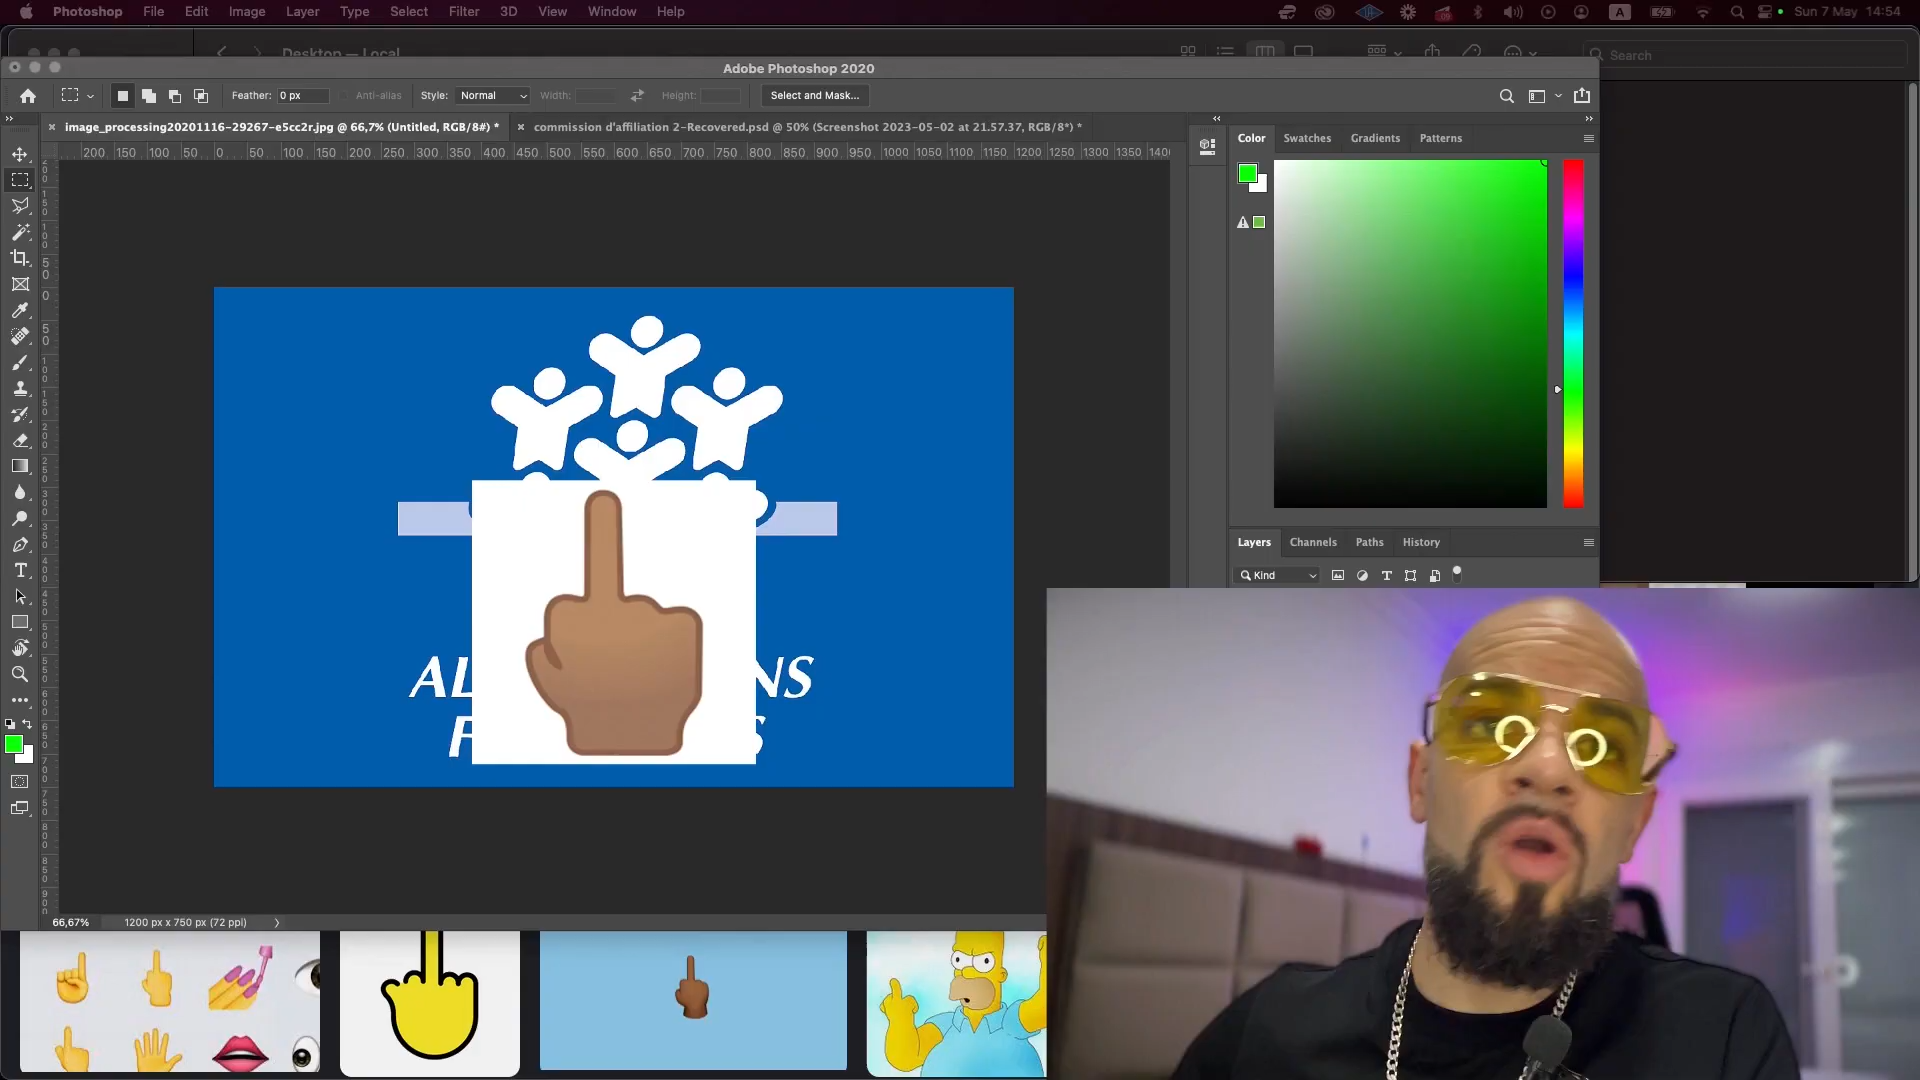 Photoshop File Edit Image Layer Type Select Filter 3D View Window Help
A Sun 7 May 14:54
Desktop — Local
Search
Adobe Photoshop 2020
Feather: 0 px Anti-alias Style: Normal Width: Height: Select and Mask...
image_processing20201116-29267-e5cc2r.jpg @ 66,7% (Untitled, RGB/8#) *
commission d'affiliation 2-Recovered.psd @ 50% (Screenshot 2023-05-02 at 21.57.37, RGB/8*) *
200 150 100 50 0 50 100 150 200 250 300 350 400 450 500 550 600 650 700 750 800 850 900 950 1000 1050 1100 1150 1200 1250 1300 1350
Color Swatches Gradients Patterns
Layers Channels Paths History
Kind
AL NS
F S
66,67% 1200 px x 750 px (72 ppi)